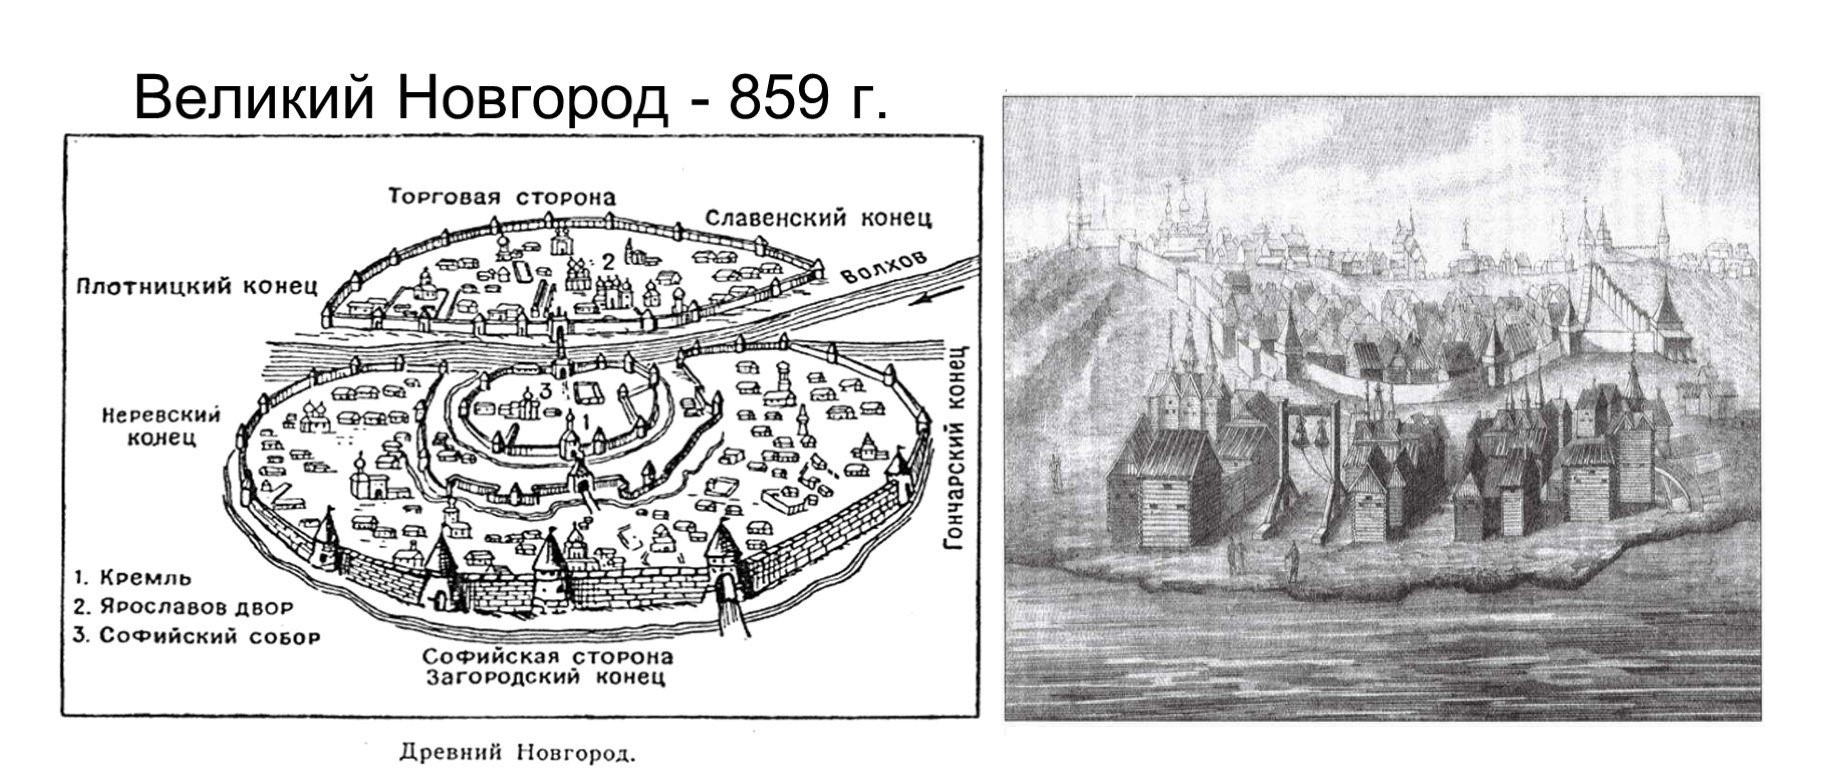 Великий Новгород - 859 г.
Торговая сторона
Славенский конец
Плотницкий конец
Волхов
Неревский
конец
Гончарский конец
2
3
1
1. Кремль
2. Ярославов двор
3. Софийский собор
Софийская сторона
Загородский конец
Древний Новгород.